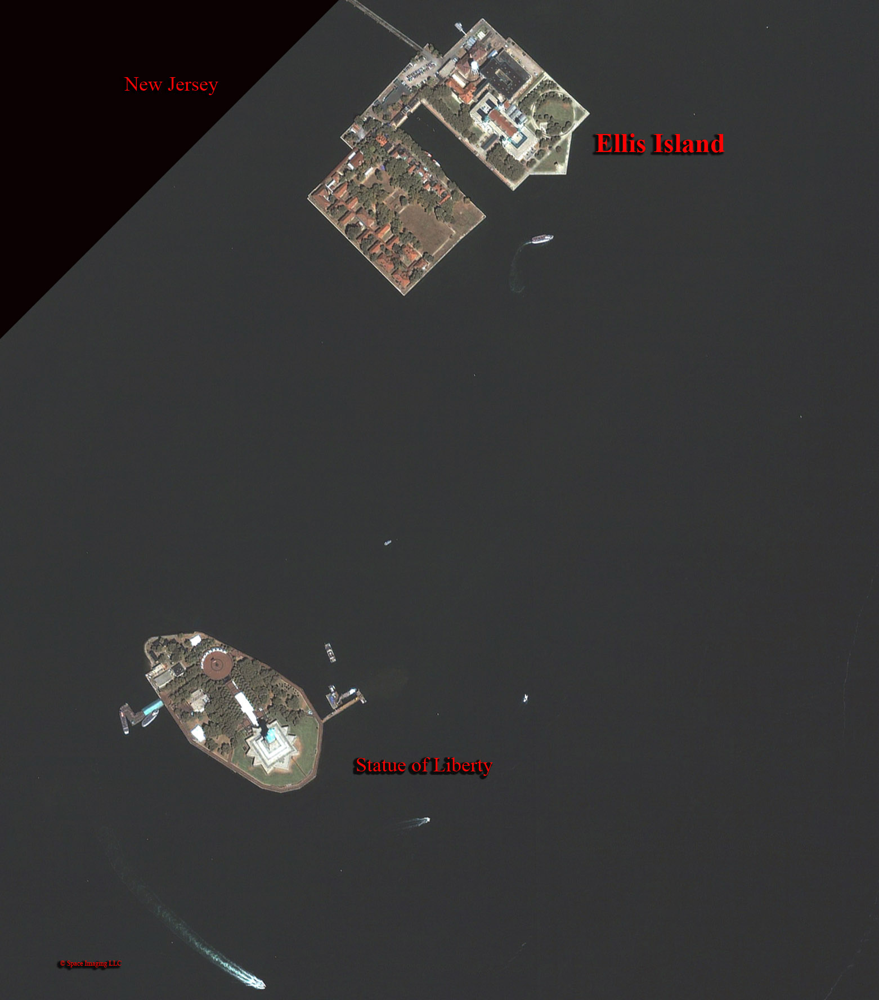 New Jersey
Ellis Island
Statue of Liberty
© Space Imaging LLC